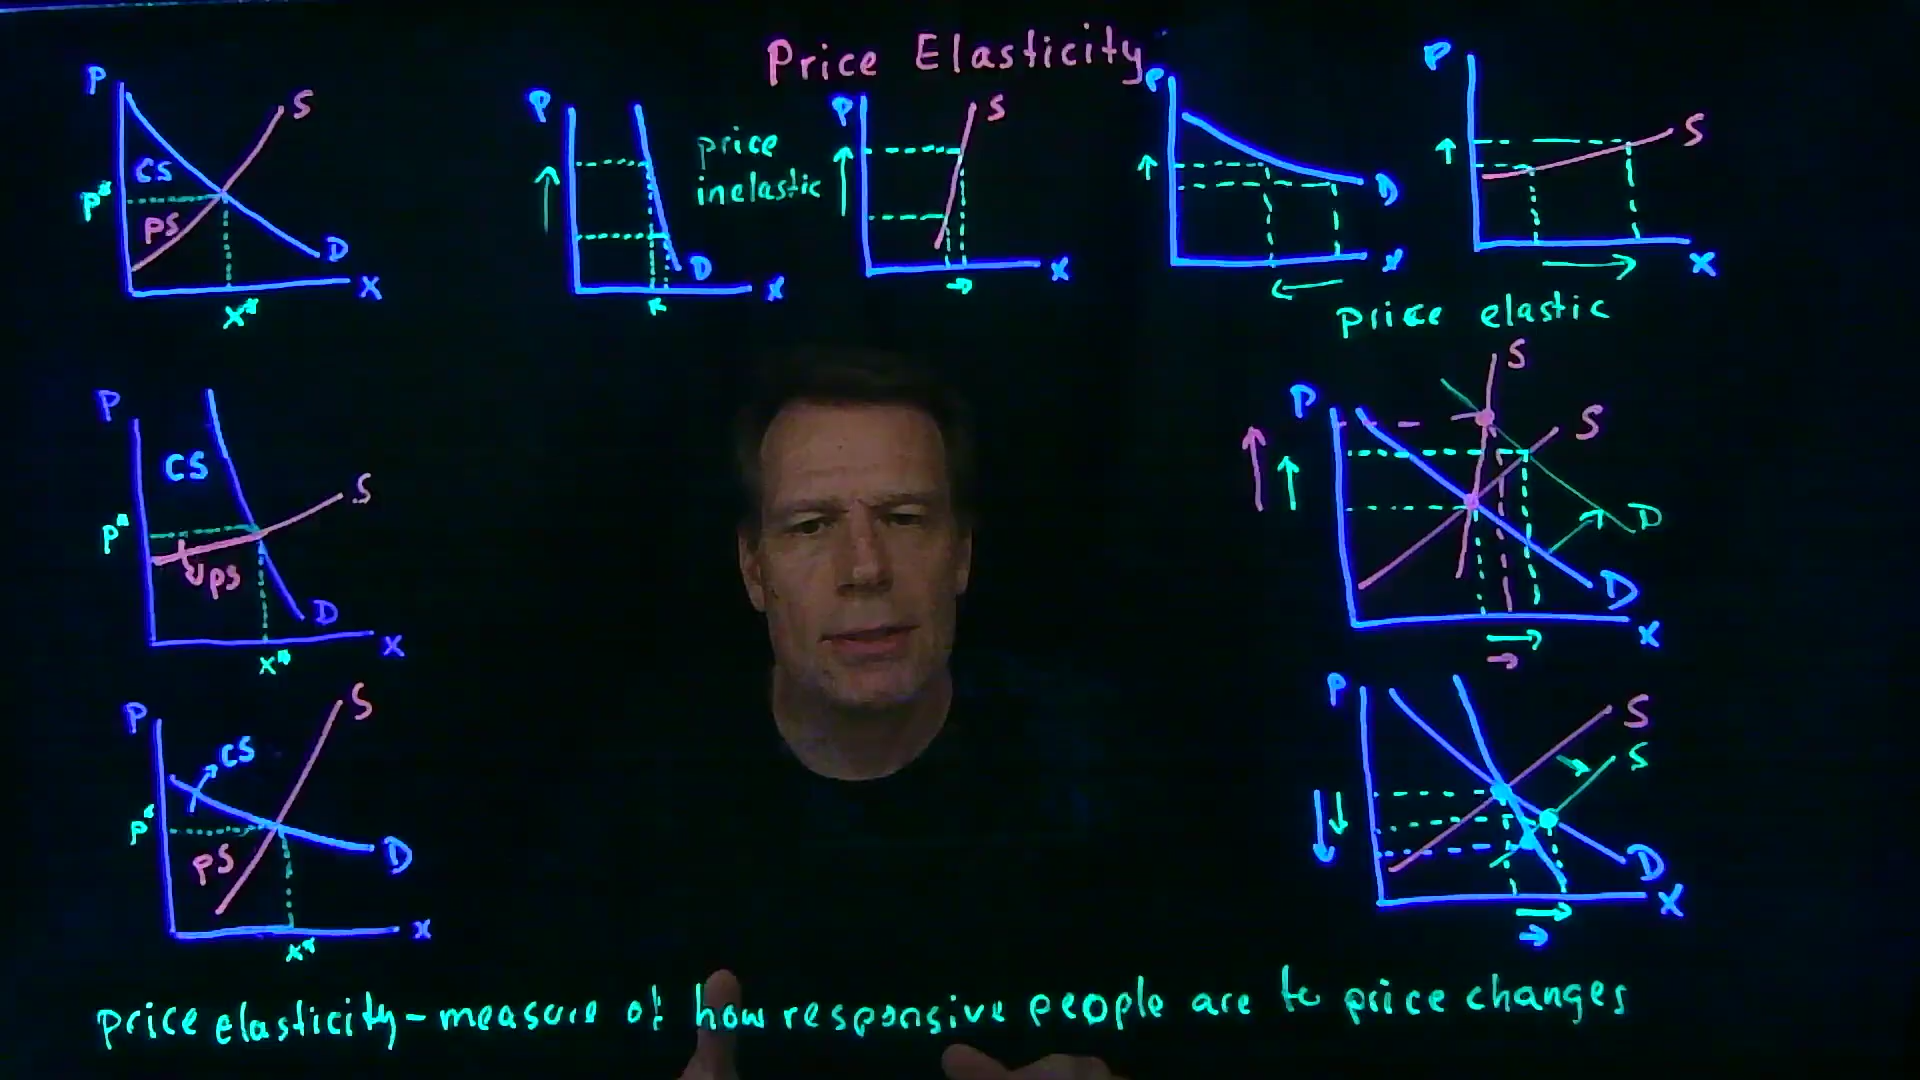 Price Elasticity
P
S
CS
P*
PS
D
X
X*
P
price
inelastic
D
X
P
S
X
P
D
X
P
S
X
price elastic
P
CS
S
P*
PS
D
X
X*
S
P
S
D
D
X
P
S
CS
P*
PS
D
X
X*
P
S
S
D
X
price elasticity - measure of how responsive people are to price changes